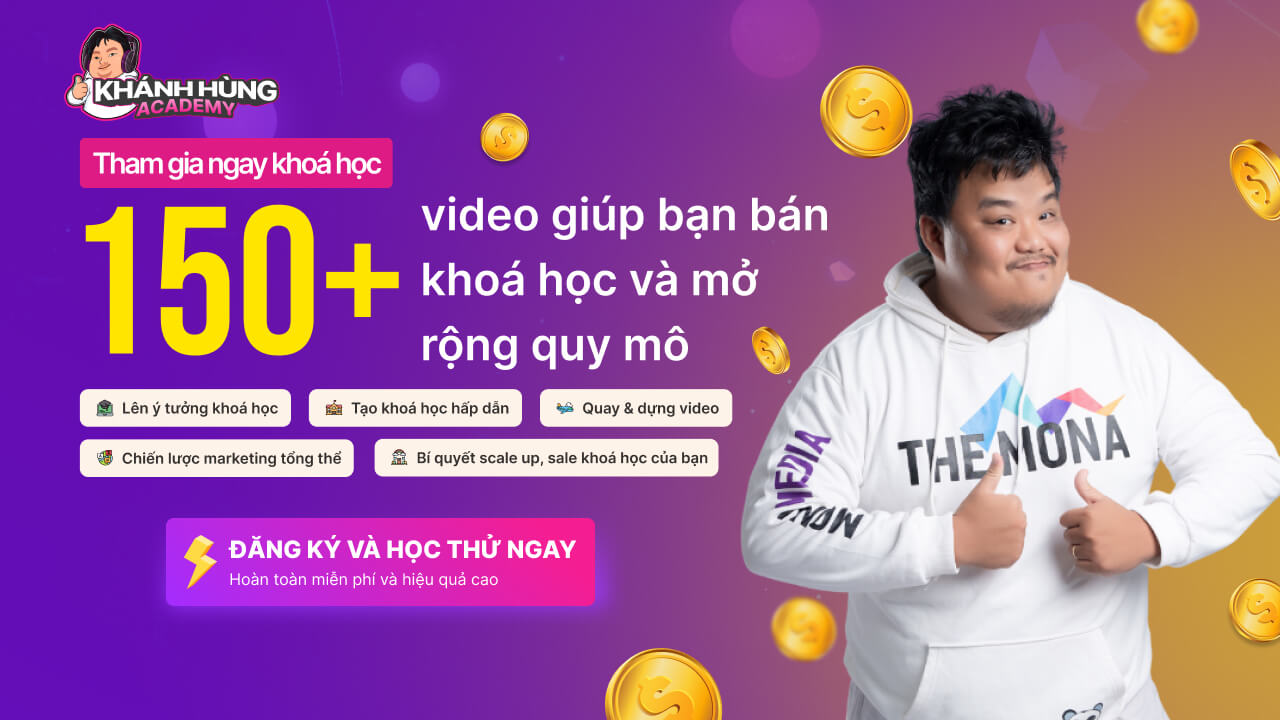 KHÁNH HÙNG
ACADEMY
Tham gia ngay khoá học
150+
video giúp bạn bán
khoá học và mở
rộng quy mô
Lên ý tưởng khoá học
Tạo khoá học hấp dẫn
Quay & dựng video
Chiến lược marketing tổng thể
Bí quyết scale up, sale khoá học của bạn
ĐĂNG KÝ VÀ HỌC THỬ NGAY
Hoàn toàn miễn phí và hiệu quả cao
THE MONA
MONA MEDIA